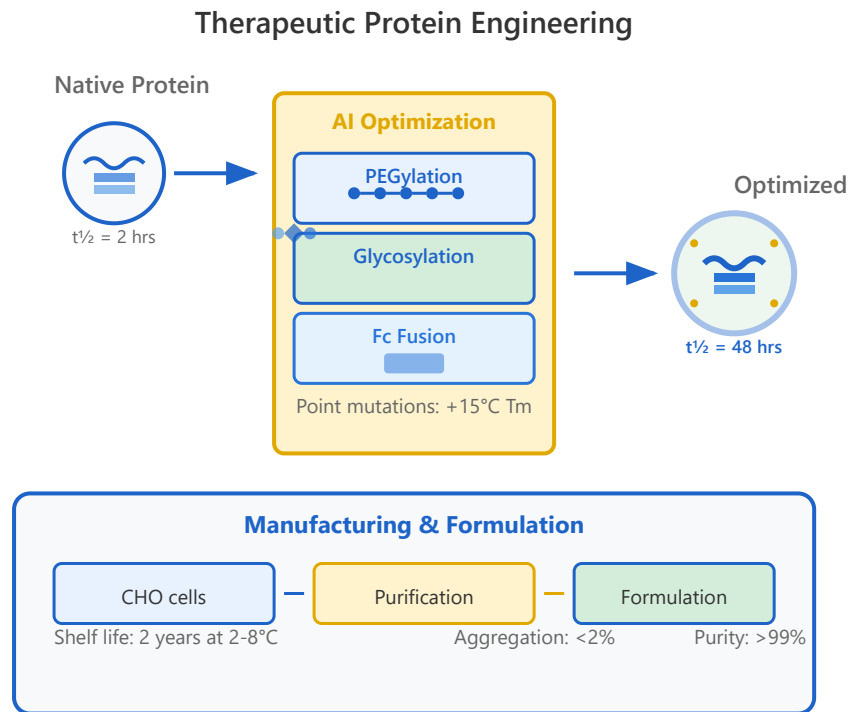 Therapeutic Protein Engineering
Native Protein
t½ = 2 hrs
AI Optimization
PEGylation
Glycosylation
Fc Fusion
Point mutations: +15°C Tm
Optimized
t½ = 48 hrs
Manufacturing & Formulation
CHO cells
Purification
Formulation
Shelf life: 2 years at 2-8°C
Aggregation: <2%
Purity: >99%